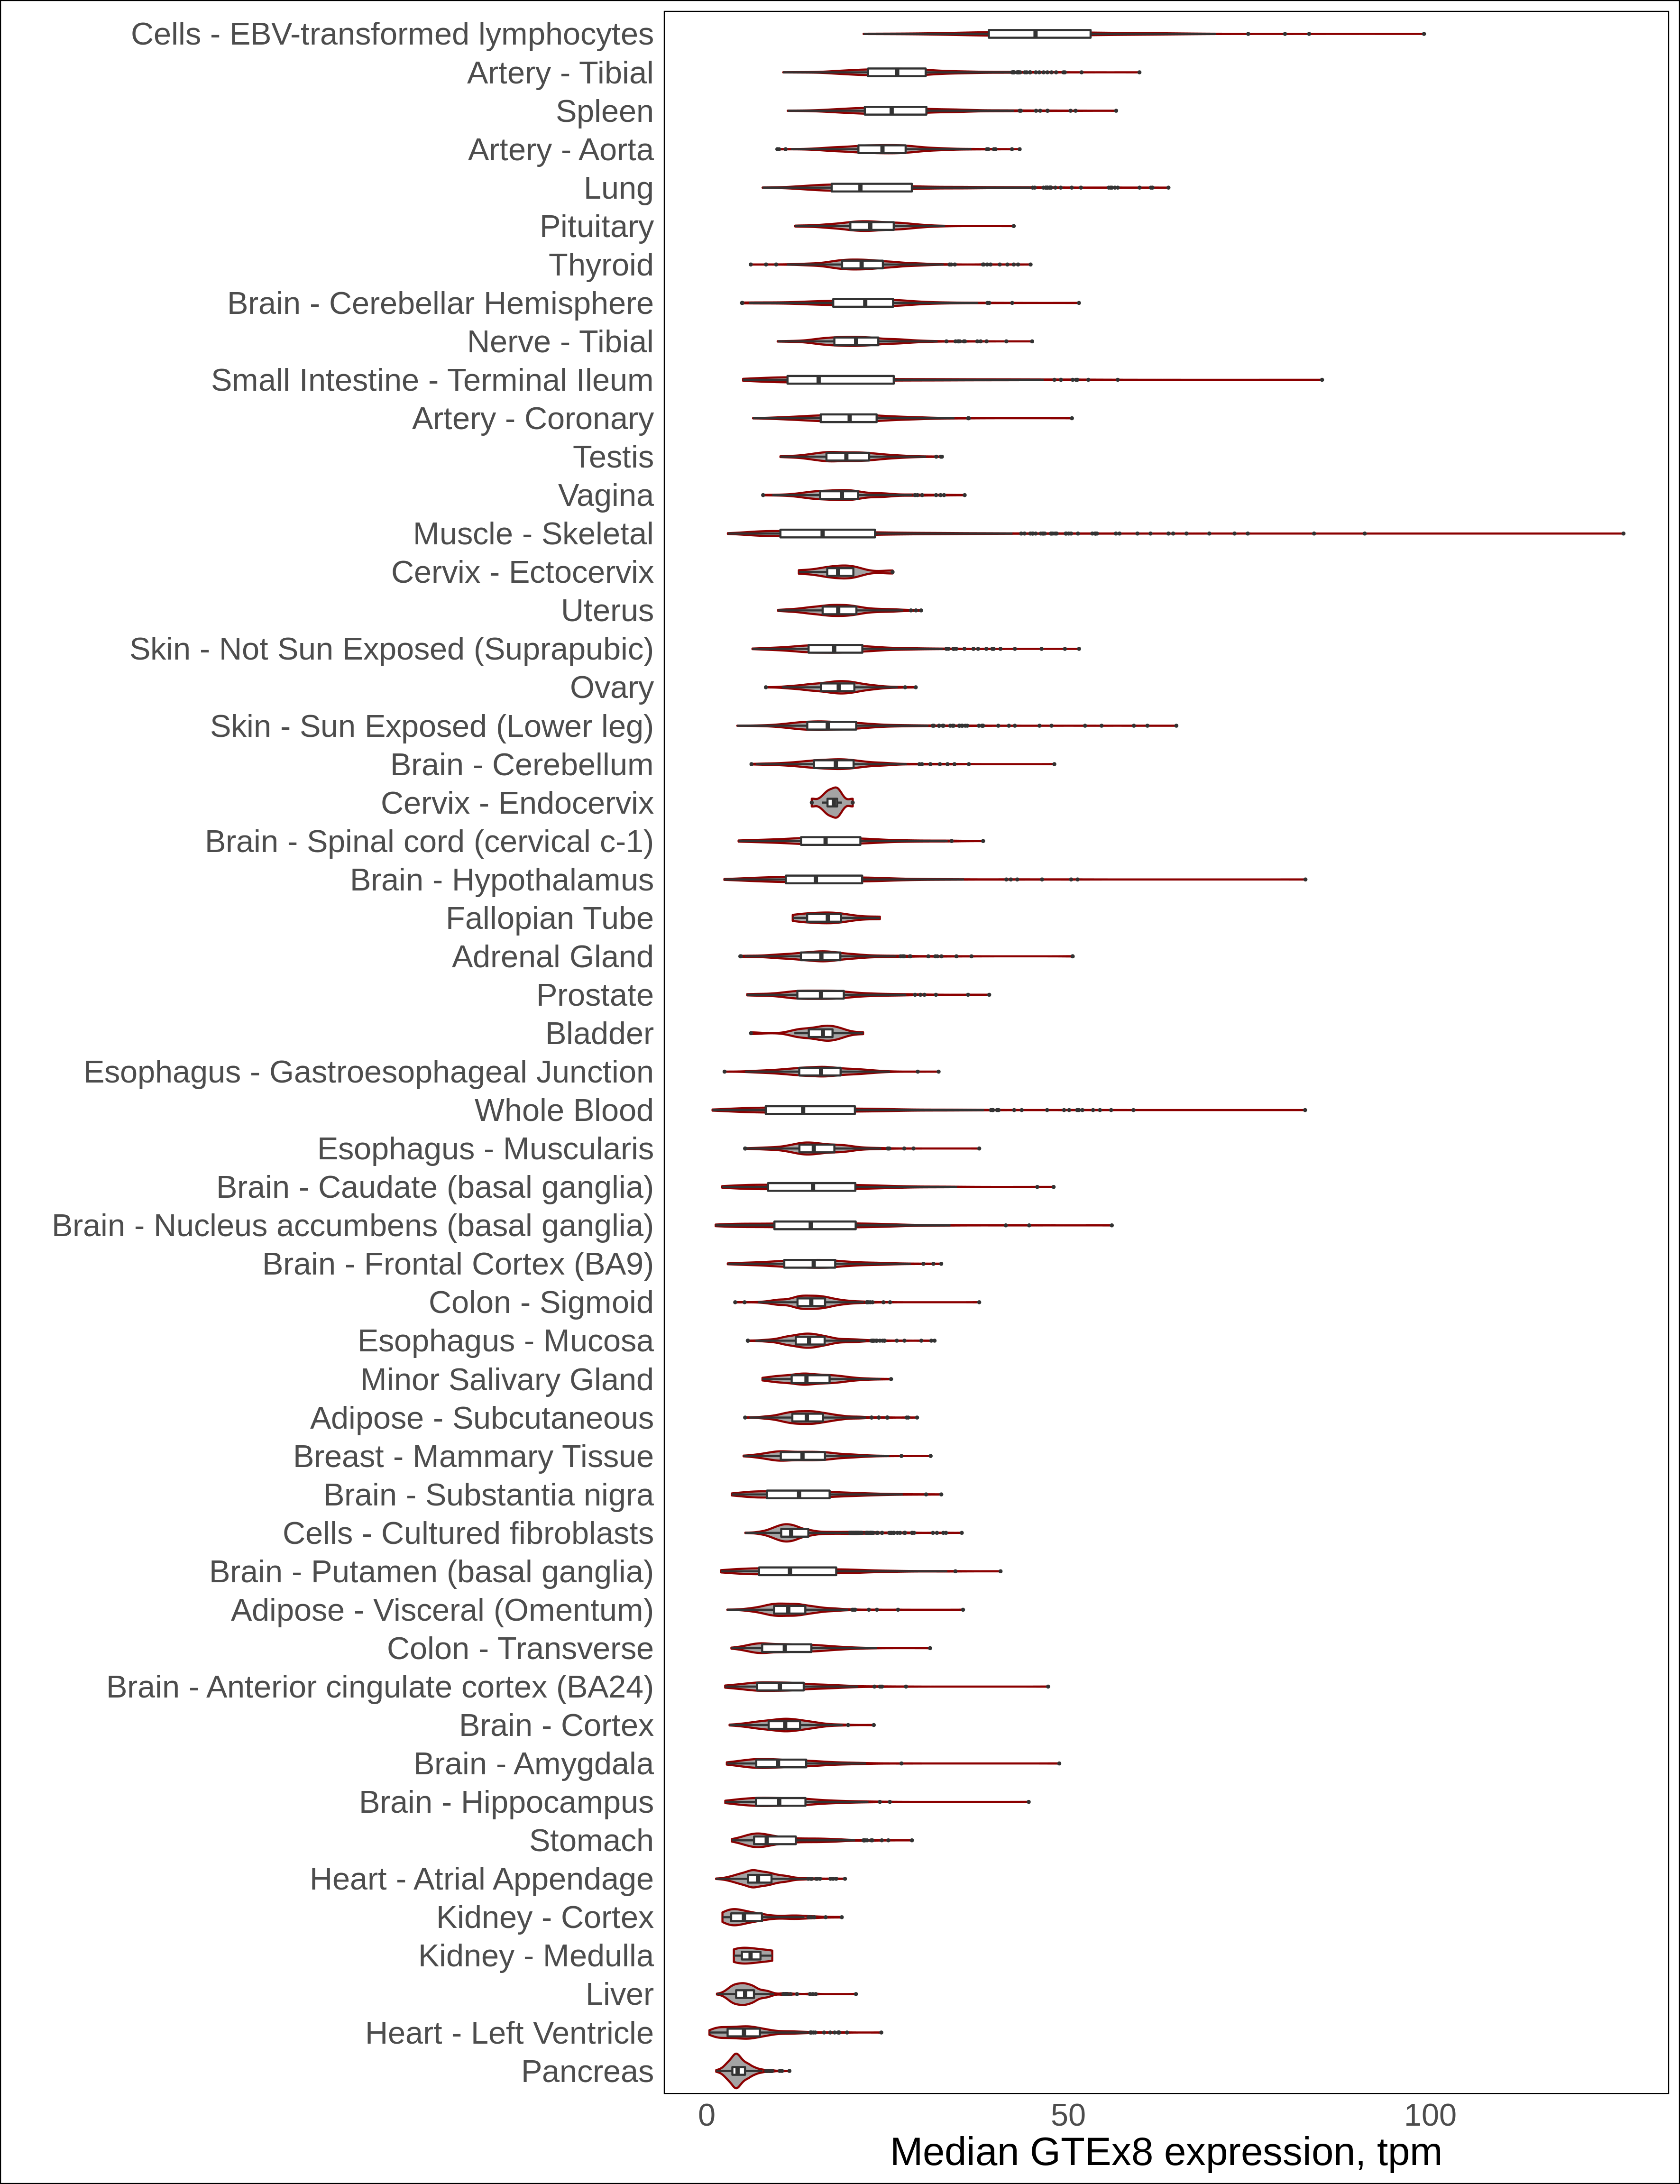 Cells - EBV-transformed lymphocytes
Artery - Tibial
Spleen
Artery - Aorta
Lung
Pituitary
Thyroid
Brain - Cerebellar Hemisphere
Nerve - Tibial
Small Intestine - Terminal Ileum
Artery - Coronary
Testis
Vagina
Muscle - Skeletal
Cervix - Ectocervix
Uterus
Skin - Not Sun Exposed (Suprapubic)
Ovary
Skin - Sun Exposed (Lower leg)
Brain - Cerebellum
Cervix - Endocervix
Brain - Spinal cord (cervical c-1)
Brain - Hypothalamus
Fallopian Tube
Adrenal Gland
Prostate
Bladder
Esophagus - Gastroesophageal Junction
Whole Blood
Esophagus - Muscularis
Brain - Caudate (basal ganglia)
Brain - Nucleus accumbens (basal ganglia)
Brain - Frontal Cortex (BA9)
Colon - Sigmoid
Esophagus - Mucosa
Minor Salivary Gland
Adipose - Subcutaneous
Breast - Mammary Tissue
Brain - Substantia nigra
Cells - Cultured fibroblasts
Brain - Putamen (basal ganglia)
Adipose - Visceral (Omentum)
Colon - Transverse
Brain - Anterior cingulate cortex (BA24)
Brain - Cortex
Brain - Amygdala
Brain - Hippocampus
Stomach
Heart - Atrial Appendage
Kidney - Cortex
Kidney - Medulla
Liver
Heart - Left Ventricle
Pancreas
0 50 100
Median GTEx8 expression, tpm